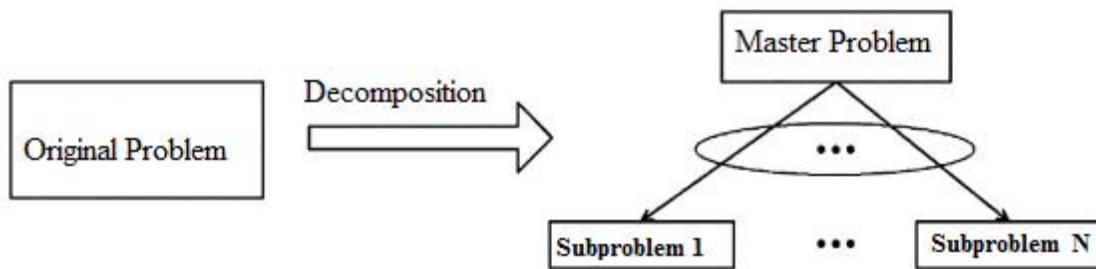 Master Problem
Decomposition
Original Problem
•••
Subproblem 1
•••
Subproblem N